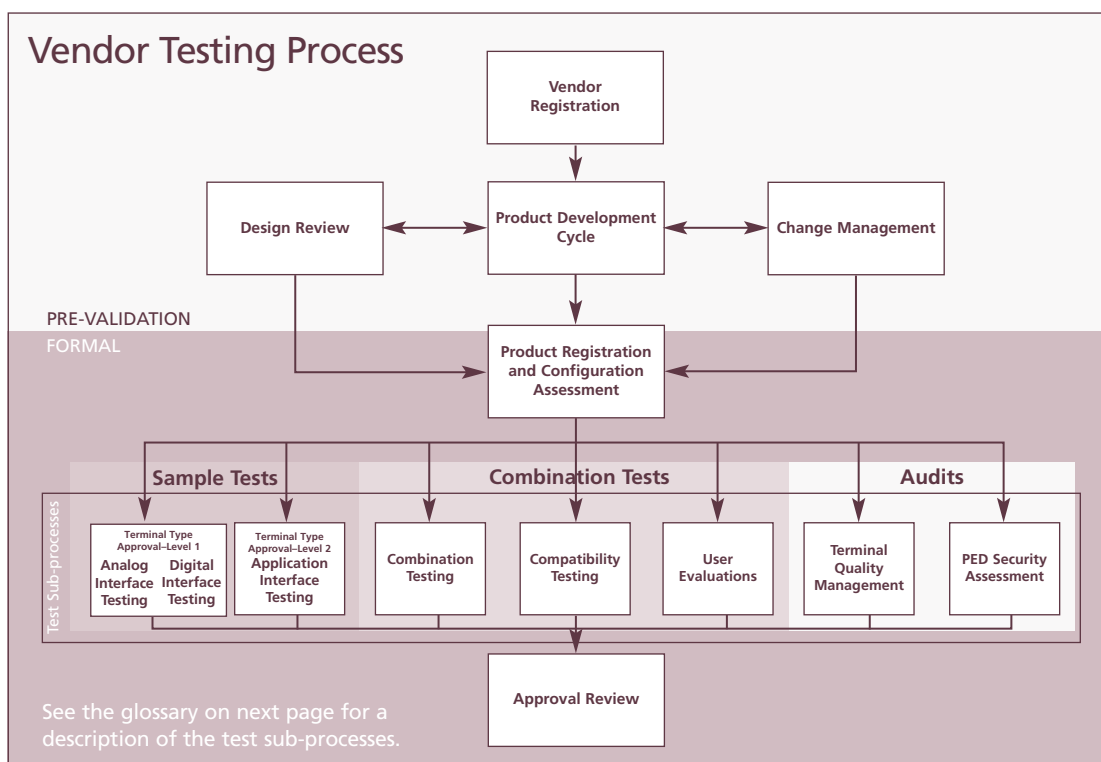 Vendor Testing Process
Vendor
Registration
Design Review
Product Development
Cycle
Change Management
PRE-VALIDATION
FORMAL
Product Registration
and Configuration
Assessment
Sample Tests
Combination Tests
Audits
Test Sub-processes
Terminal Type
Approval–Level 1
Analog
Interface
Testing
Digital
Interface
Testing
Terminal Type
Approval–Level 2
Application
Interface
Testing
Combination
Testing
Compatibility
Testing
User
Evaluations
Terminal
Quality
Management
PED Security
Assessment
Approval Review
See the glossary on next page for a
description of the test sub-processes.